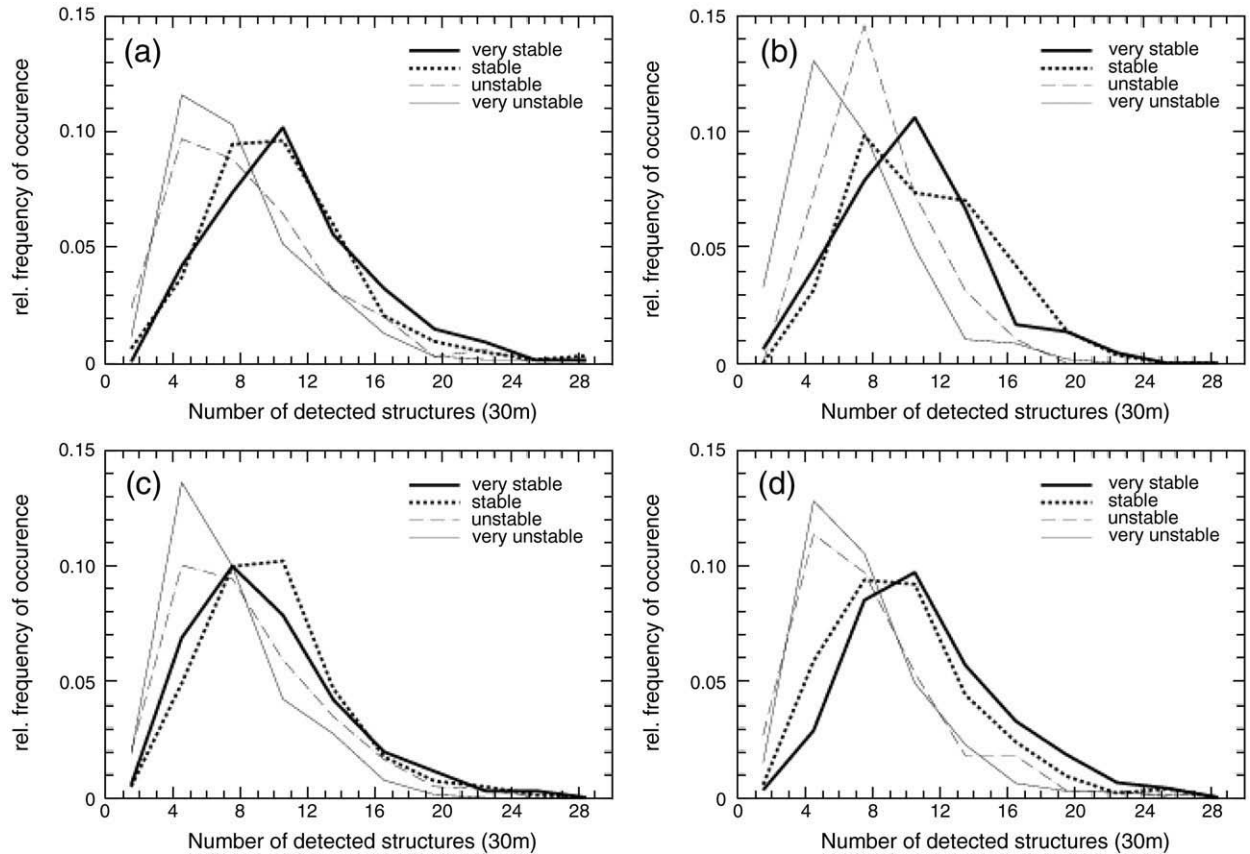 (a)
very stable
stable
unstable
very unstable
rel. frequency of occurence
0.15
0.10
0.05
0
0 4 8 12 16 20 24 28
Number of detected structures (30m)
(b)
very stable
stable
unstable
very unstable
rel. frequency of occurence
0.15
0.10
0.05
0
0 4 8 12 16 20 24 28
Number of detected structures (30m)
(c)
very stable
stable
unstable
very unstable
rel. frequency of occurence
0.15
0.10
0.05
0
0 4 8 12 16 20 24 28
Number of detected structures (30m)
(d)
very stable
stable
unstable
very unstable
rel. frequency of occurence
0.15
0.10
0.05
0
0 4 8 12 16 20 24 28
Number of detected structures (30m)